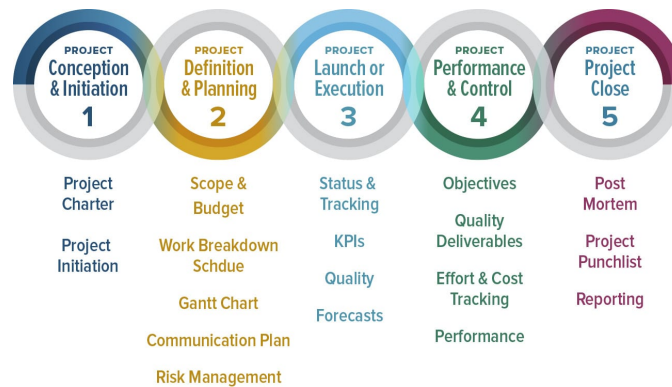 PROJECT
Conception
& Initiation
1
PROJECT
Definition
& Planning
2
PROJECT
Launch or
Execution
3
PROJECT
Performance
& Control
4
PROJECT
Project
Close
5
Project
Charter
Project
Initiation
Scope &
Budget
Work Breakdown
Schdue
Gantt Chart
Communication Plan
Risk Management
Status &
Tracking
KPIs
Quality
Forecasts
Objectives
Quality
Deliverables
Effort & Cost
Tracking
Performance
Post
Mortem
Project
Punchlist
Reporting